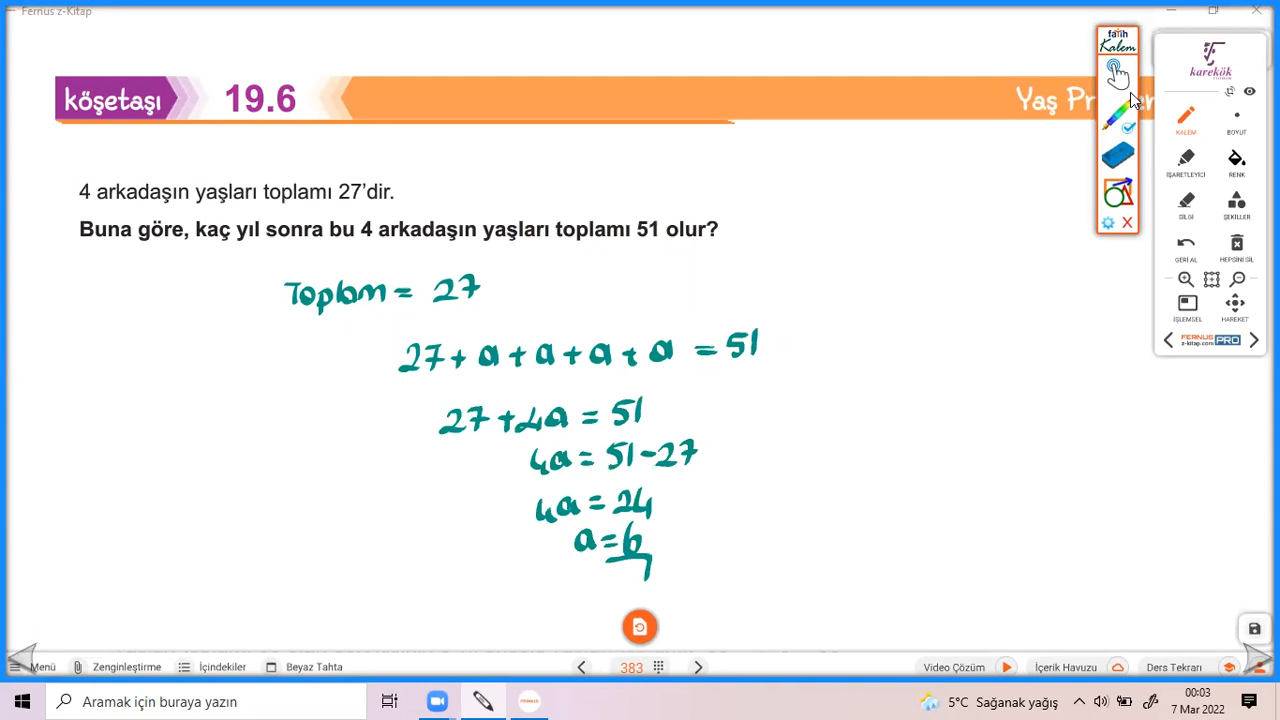 Fernus z-Kitap
fatih
Kalem
karekök
köşetaşı 19.6
Yaş Pr
KALEM
BOYUT
4 arkadaşın yaşları toplamı 27'dir.
İŞARETLEYİCİ
RENK
Buna göre, kaç yıl sonra bu 4 arkadaşın yaşları toplamı 51 olur?
SİLGİ
ŞEKİLLER
GERİ AL
HEPSİNİ SİL
Toplam = 27
İŞLEMSEL
HAREKET
FERNUS
z-kitap.com
PRO
27 + a + a + a + a = 51
27 + 4a = 51
4a = 51 - 27
4a = 24
a = 6
Menü Zenginleştirme İçindekiler Beyaz Tahta 383 Video Çözüm İçerik Havuzu Ders Tekrarı
Aramak için buraya yazın
FERNUS
5°C Sağanak yağış
00:03
7 Mar 2022